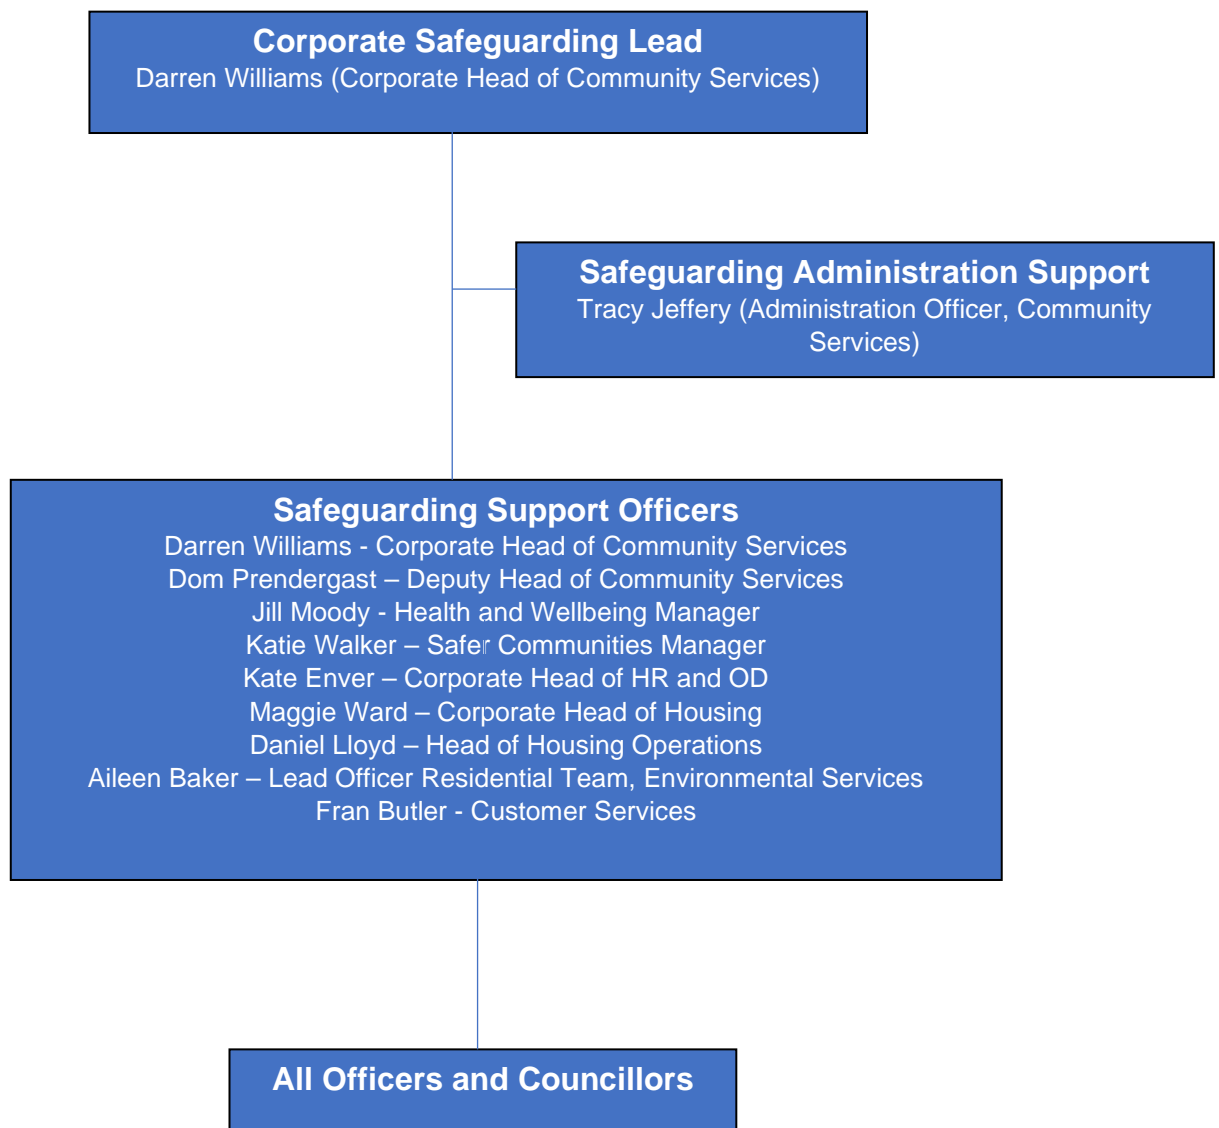 Corporate Safeguarding Lead
Darren Williams (Corporate Head of Community Services)
Safeguarding Administration Support
Tracy Jeffery (Administration Officer, Community
Services)
Safeguarding Support Officers
Darren Williams - Corporate Head of Community Services
Dom Prendergast – Deputy Head of Community Services
Jill Moody - Health and Wellbeing Manager
Katie Walker – Safer Communities Manager
Kate Enver – Corporate Head of HR and OD
Maggie Ward – Corporate Head of Housing
Daniel Lloyd – Head of Housing Operations
Aileen Baker – Lead Officer Residential Team, Environmental Services
Fran Butler - Customer Services
All Officers and Councillors